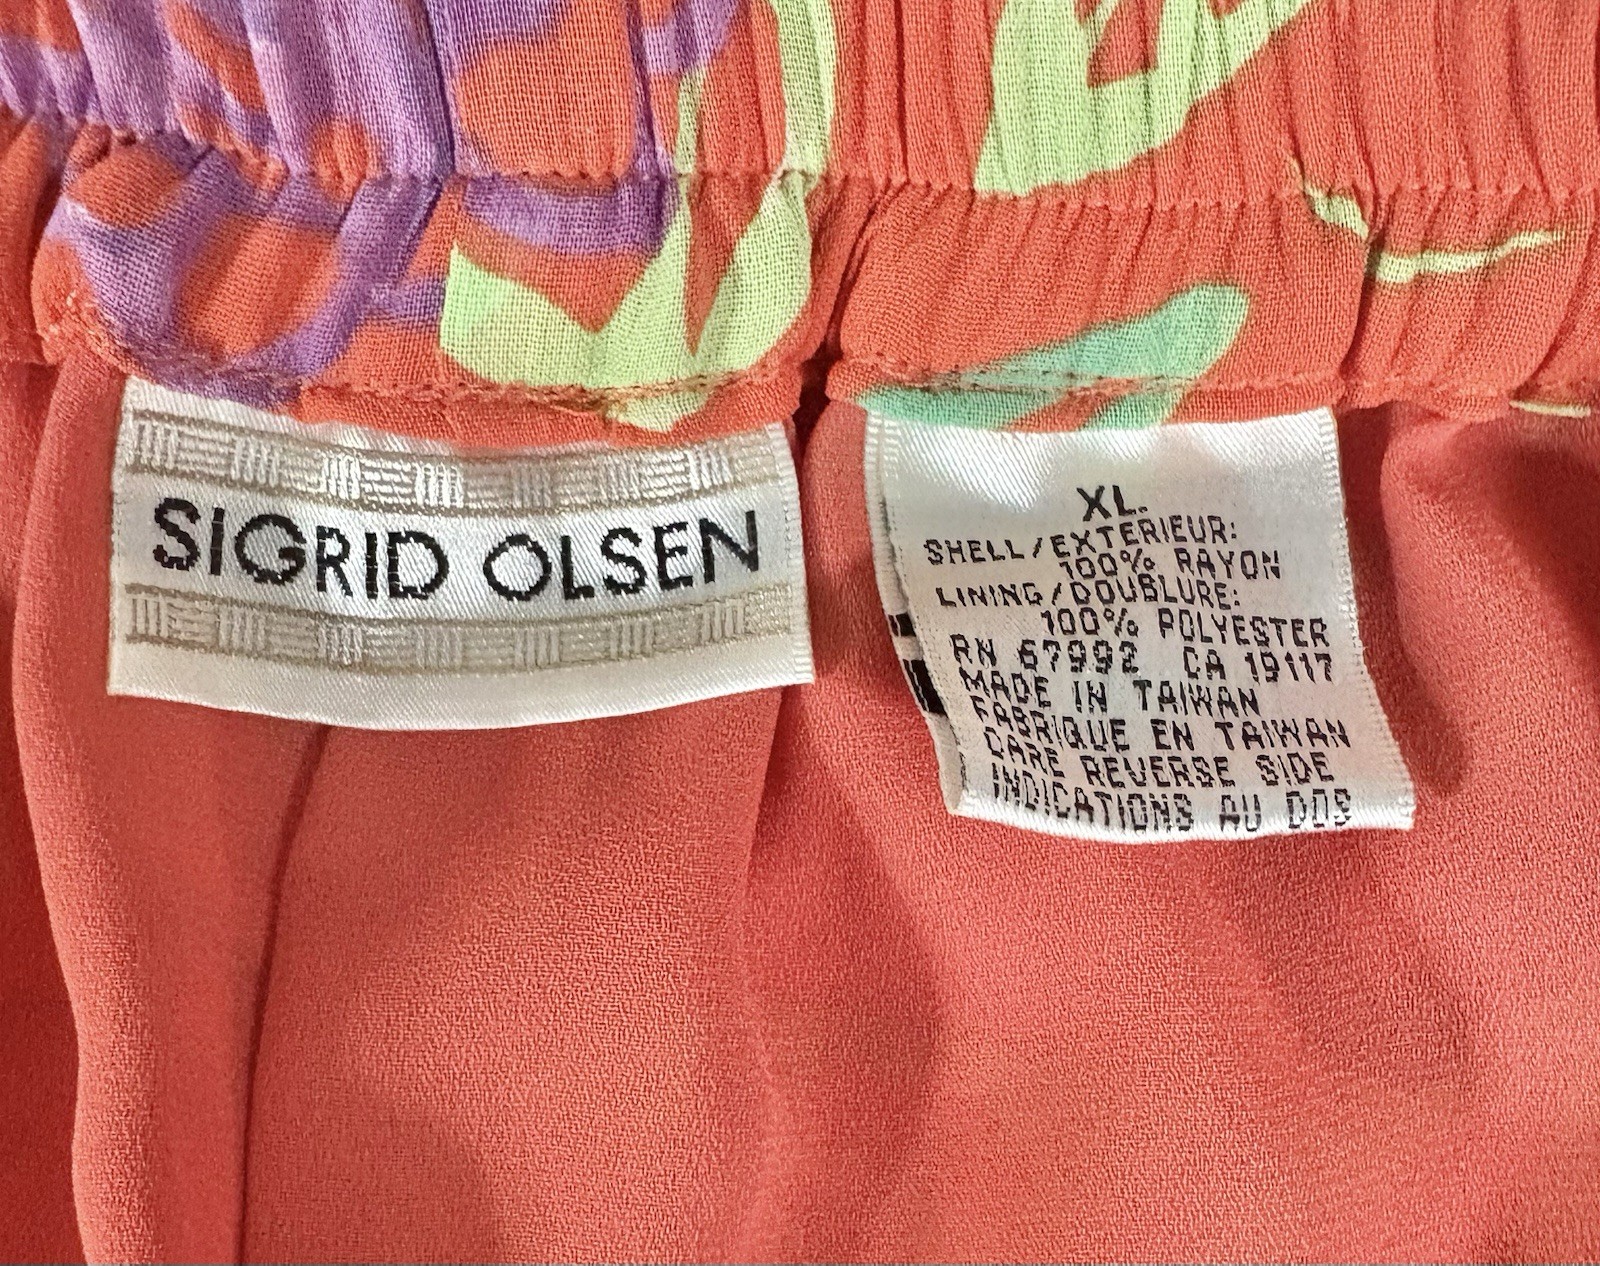 SIGRID OLSEN
XL.
SHELL/EXTERIEUR:
100% RAYON
LINING/DOUBLURE:
100% POLYESTER
RN 67992 CA 19117
MADE IN TAIWAN
FABRIQUE EN TAIWAN
CARE REVERSE SIDE
INDICATIONS AU DOS